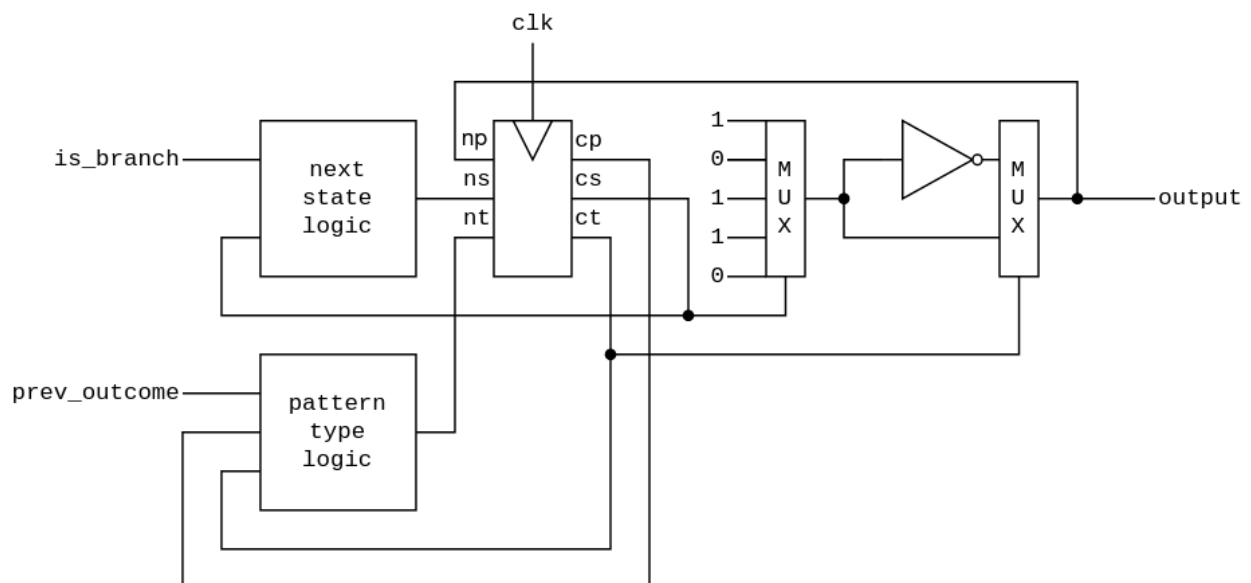 clk
is_branch
next
state
logic
np
ns
nt
cp
cs
ct
1
0
1
1
0
M
U
X
M
U
X
output
prev_outcome
pattern
type
logic